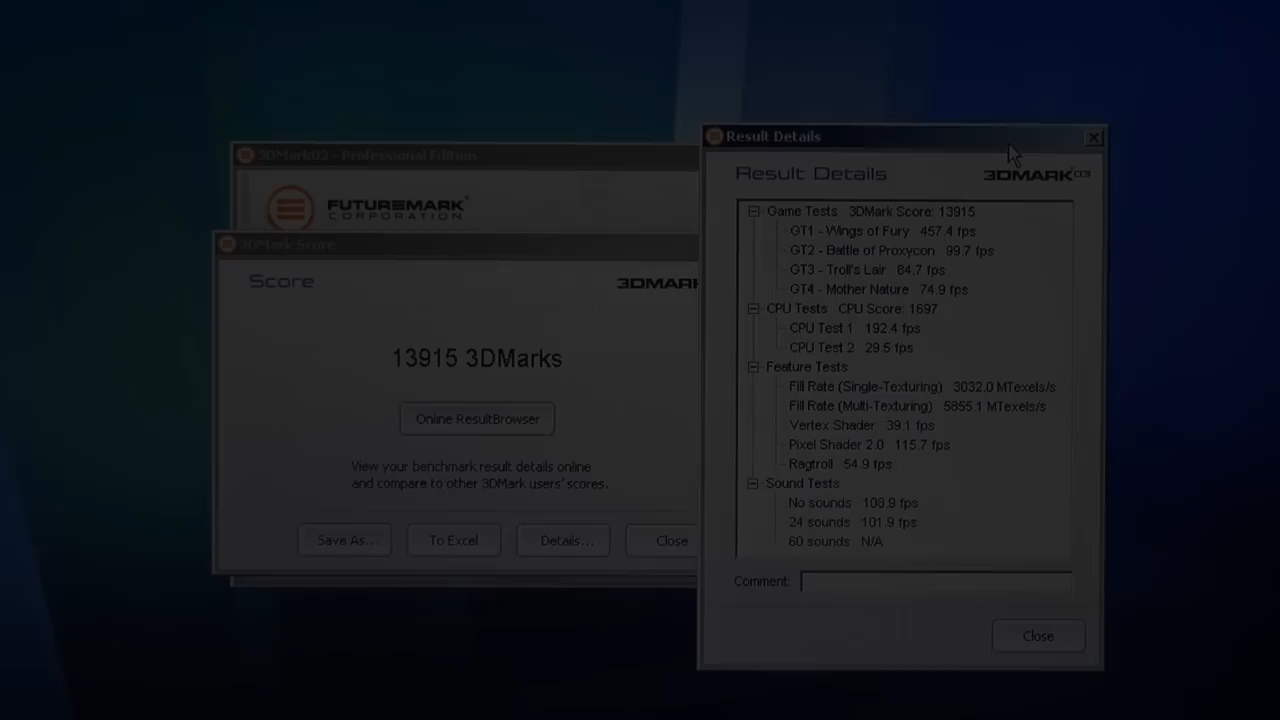 3DMark03 - Professional Edition
FUTUREMARK
CORPORATION
3DMark Score
Score
3DMARK
13915 3DMarks
Online ResultBrowser
View your benchmark result details online
and compare to other 3DMark users' scores.
Save As...
To Excel
Details...
Close
Result Details
Result Details
3DMARK03
Game Tests 3DMark Score: 13915
GT1 - Wings of Fury 457.4 fps
GT2 - Battle of Proxycon 99.7 fps
GT3 - Troll's Lair 84.7 fps
GT4 - Mother Nature 74.9 fps
CPU Tests CPU Score: 1697
CPU Test 1 192.4 fps
CPU Test 2 29.5 fps
Feature Tests
Fill Rate (Single-Texturing) 3032.0 MTexels/s
Fill Rate (Multi-Texturing) 5855.1 MTexels/s
Vertex Shader 39.1 fps
Pixel Shader 2.0 115.7 fps
Ragtroll 54.9 fps
Sound Tests
No sounds 108.9 fps
24 sounds 101.9 fps
60 sounds N/A
Comment:
Close